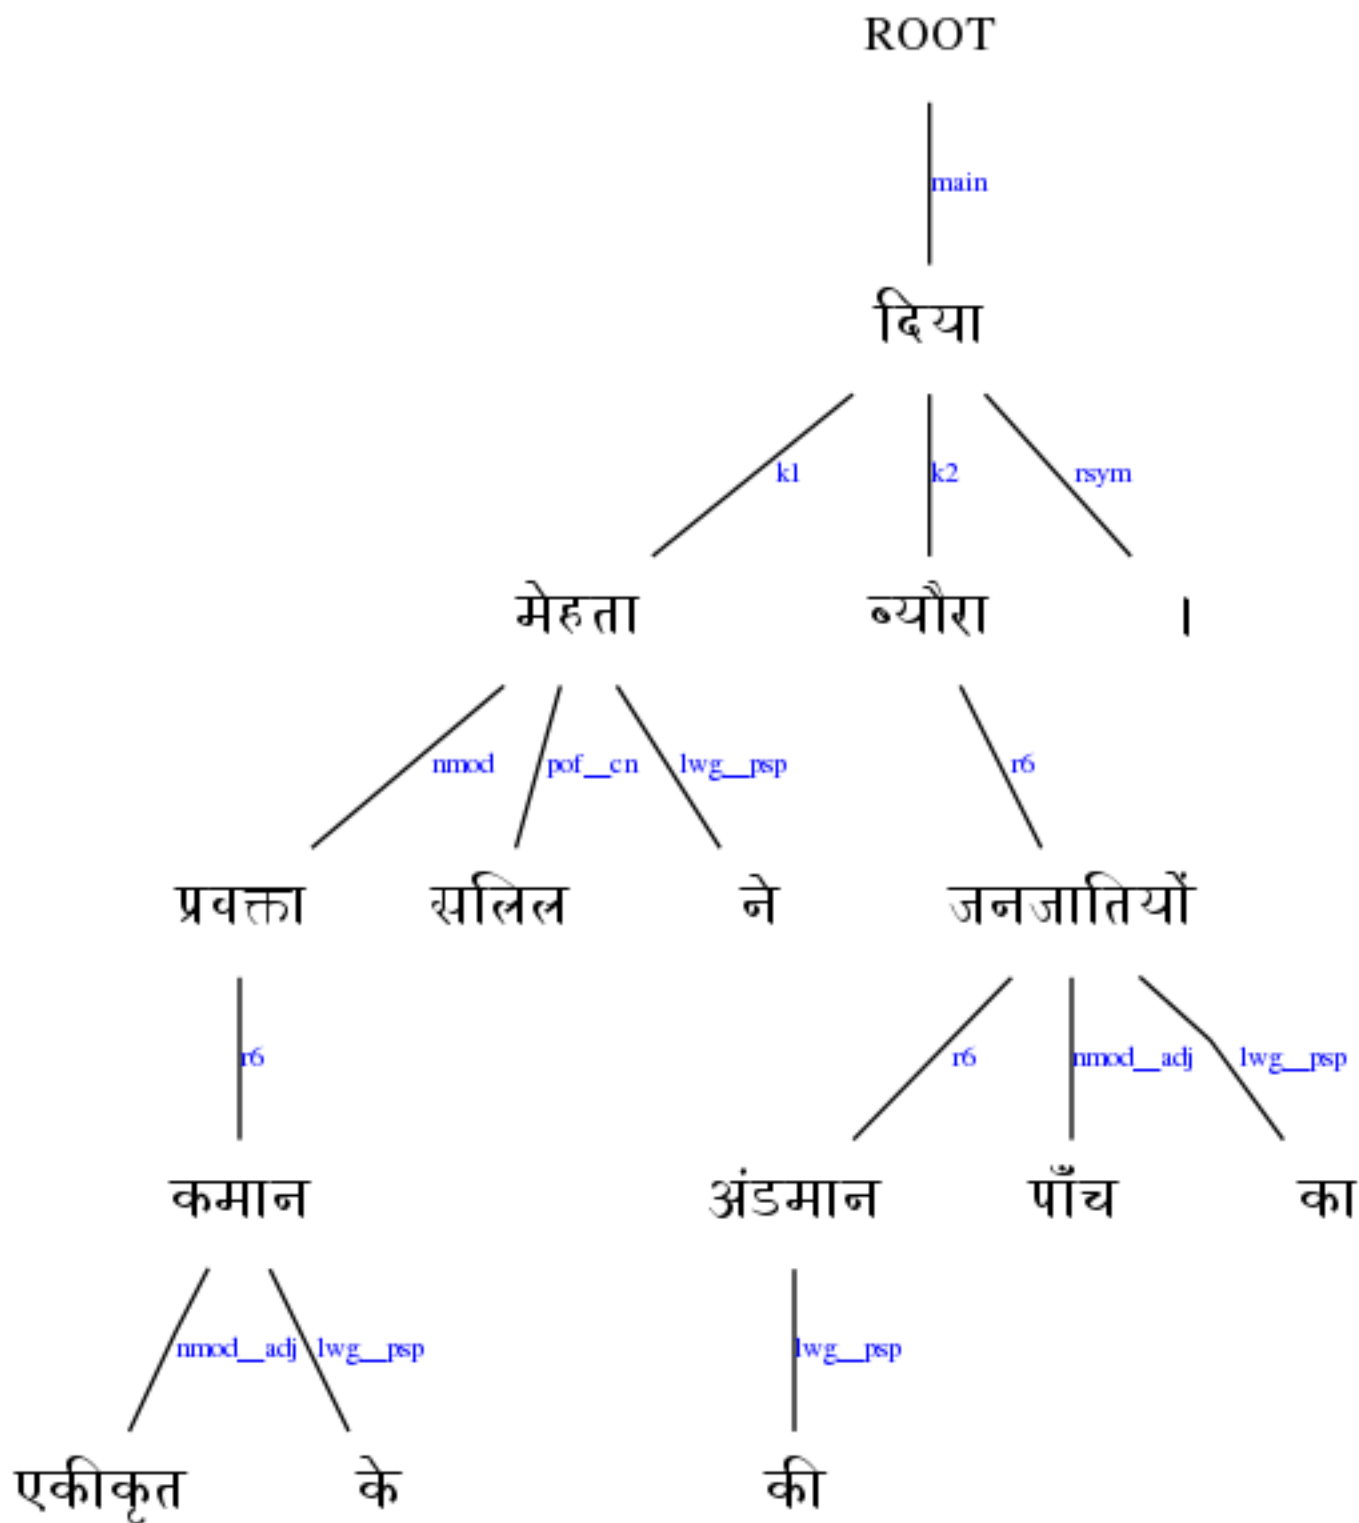 ROOT
main
दिया
k1 k2 rsym
मेहता ब्यौरा ।
nmod pof__cn lwg__psp r6
प्रवक्ता सलिल ने जनजातियों
r6 r6 nmod__adj lwg__psp
कमान अंडमान पाँच का
nmod__adj lwg__psp lwg__psp
एकीकृत के की